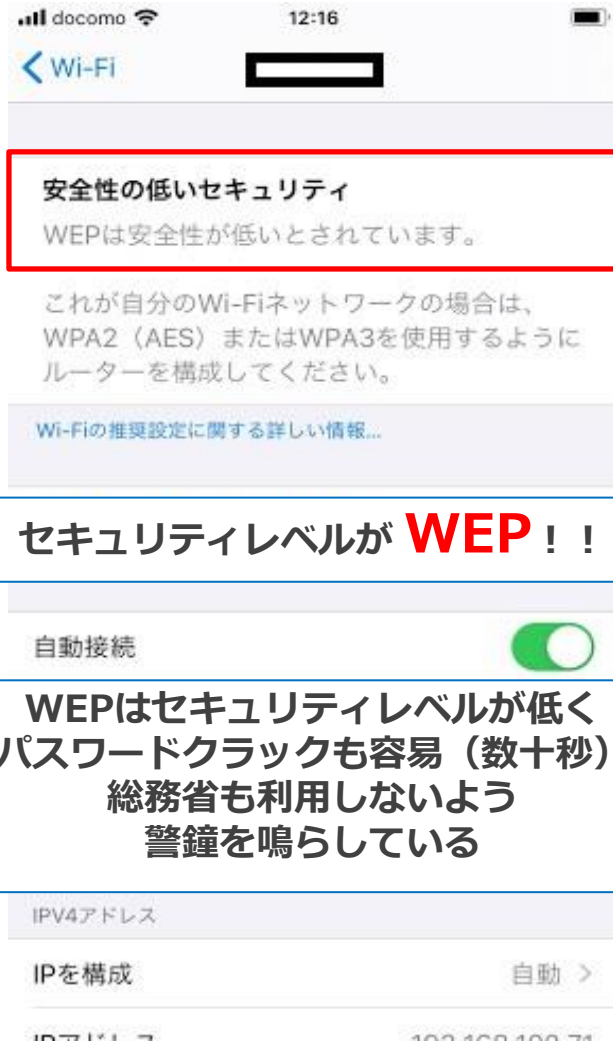 docomo 12:16
Wi-Fi
安全性の低いセキュリティ
WEPは安全性が低いとされています。
これが自分のWi-Fiネットワークの場合は、
WPA2（AES）またはWPA3を使用するように
ルーターを構成してください。
Wi-Fiの推奨設定に関する詳しい情報...
セキュリティレベルが WEP！！
自動接続
WEPはセキュリティレベルが低く
パスワードクラックも容易（数十秒）
総務省も利用しないよう
警鐘を鳴らしている
IPV4アドレス
IPを構成 自動 >
IPアドレス